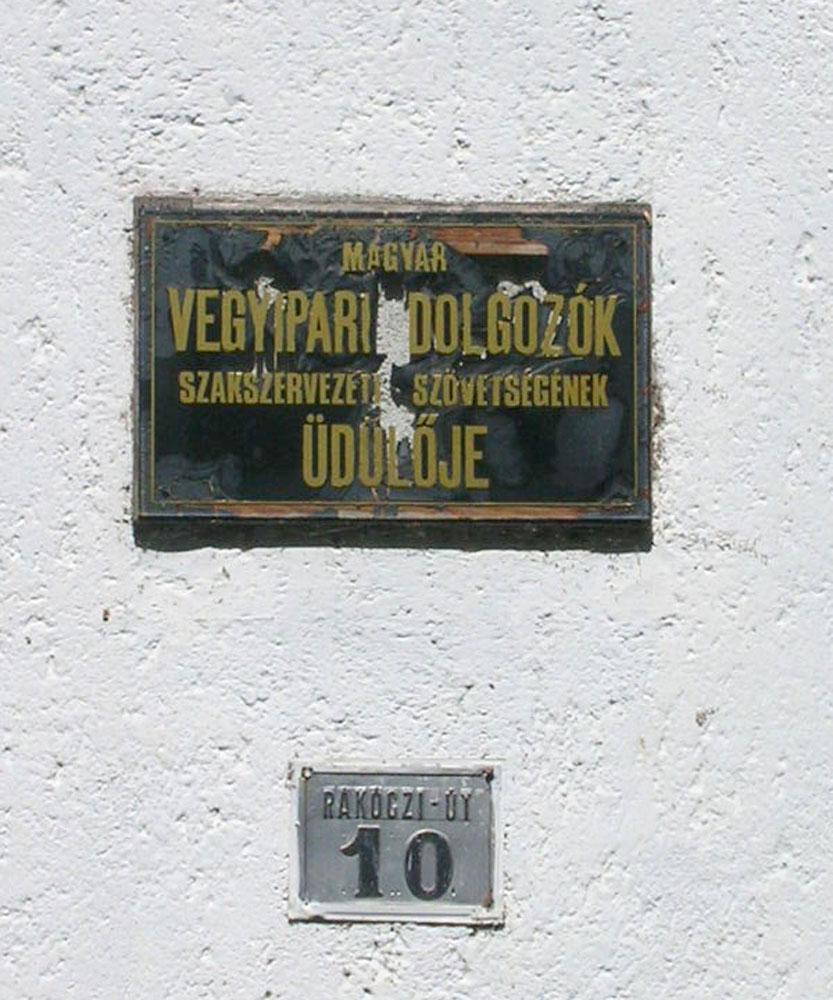 MAGYAR
VEGYIPARI DOLGOZÓK
SZAKSZERVEZETI SZÖVETSÉGÉNEK
ÜDÜLŐJE
RÁKÓCZI-ÚT
10